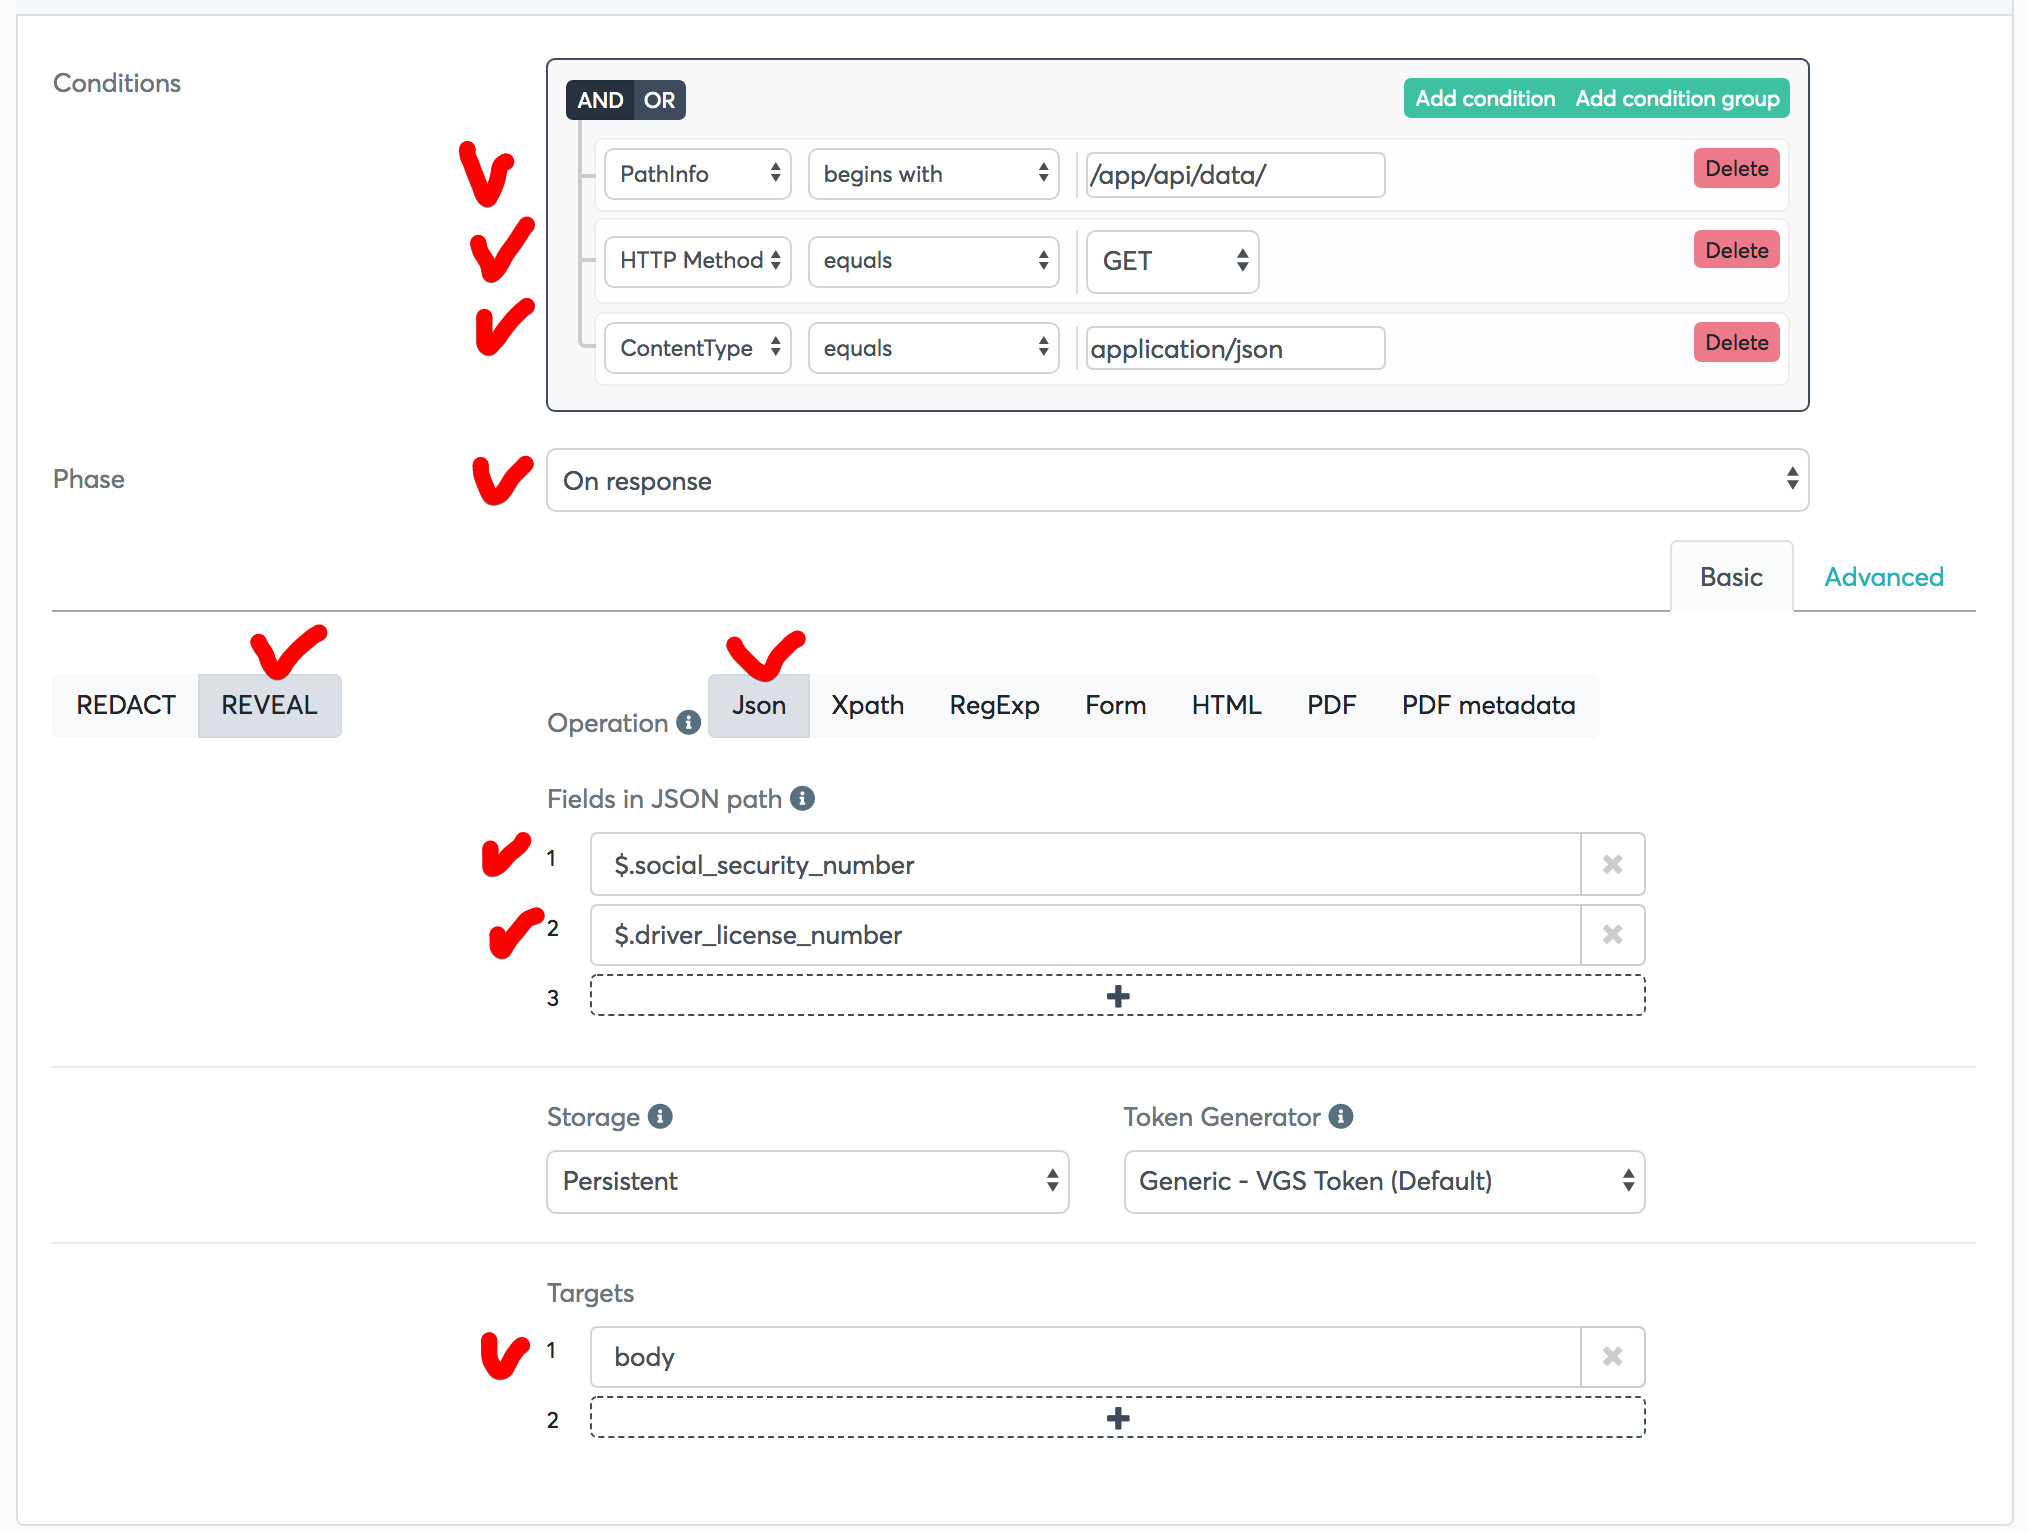 Conditions
AND OR Add condition Add condition group
PathInfo begins with /app/api/data/ Delete
HTTP Method equals GET Delete
ContentType equals application/json Delete
Phase On response
Basic Advanced
REDACT REVEAL Operation Json Xpath RegExp Form HTML PDF PDF metadata
Fields in JSON path
1 $.social_security_number
2 $.driver_license_number
3
Storage Token Generator
Persistent Generic - VGS Token (Default)
Targets
1 body
2